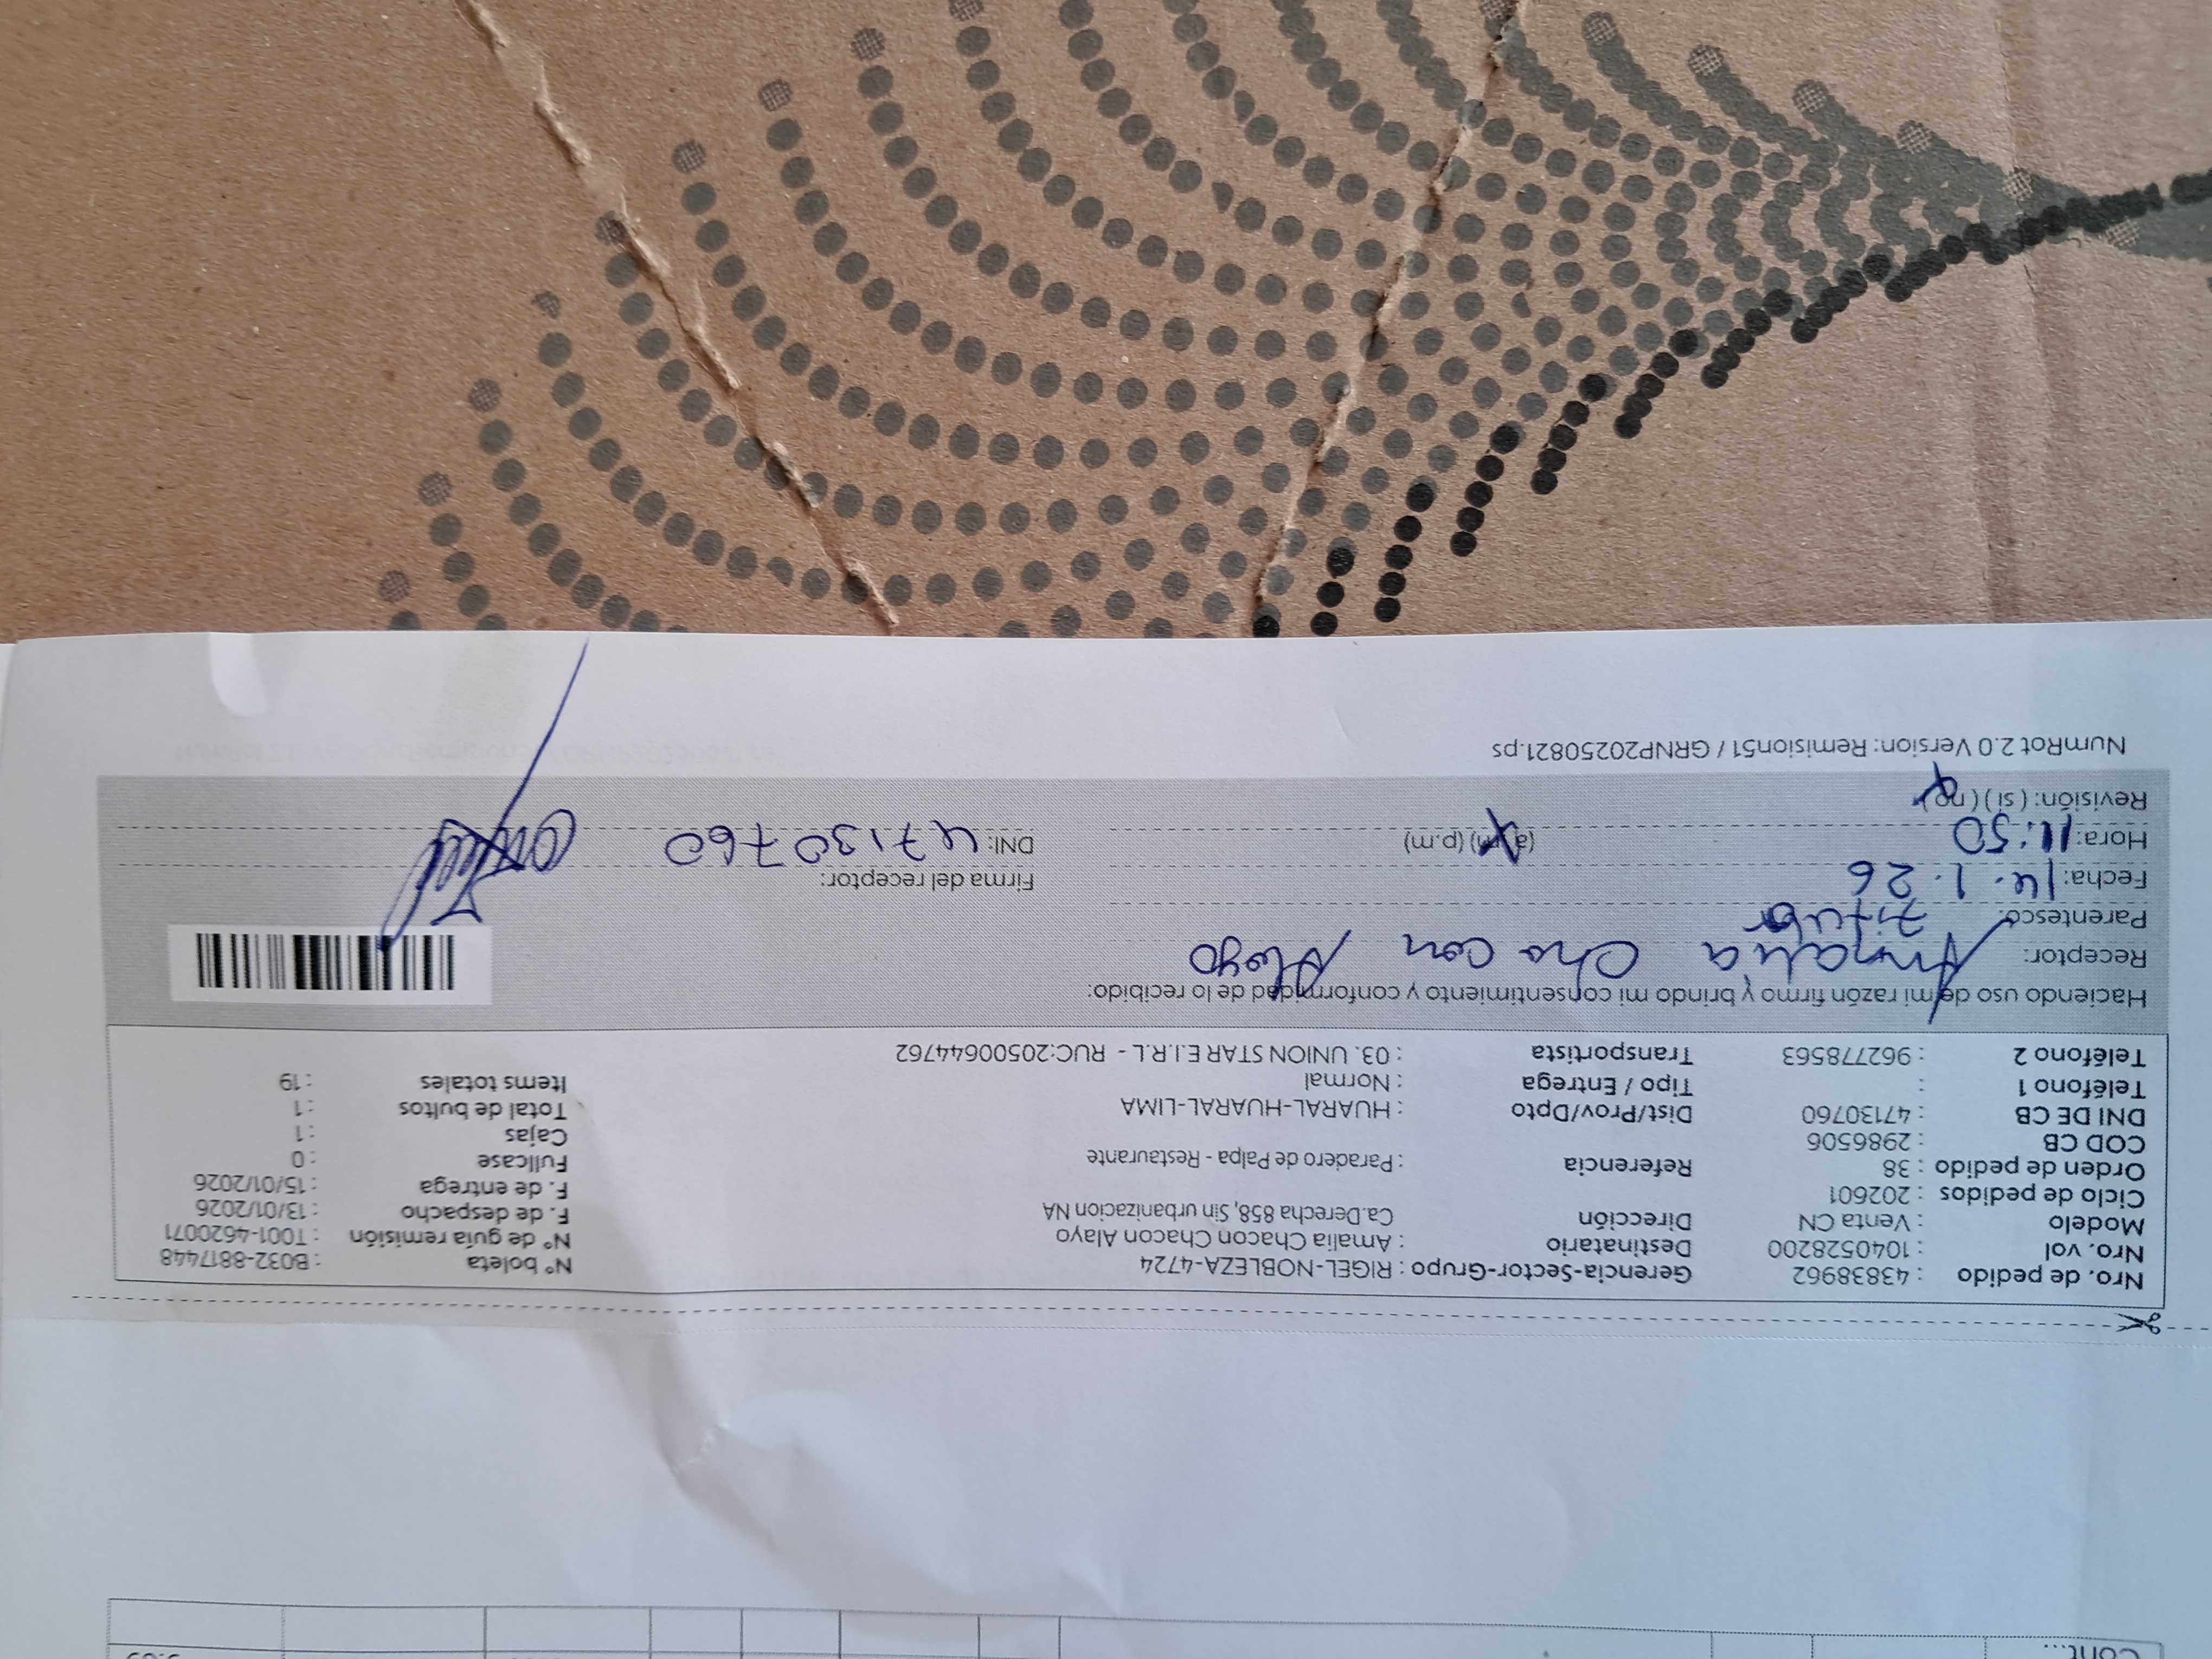 Cont...
Nro. de pedido : 43838962 Gerencia-Sector-Grupo : RIGEL-NOBLEZA-4724 N° boleta : B032-8817448
Nro. vol : 1040528200 Destinatario : Amalia Chacon Chacon Alayo N° de guía remisión : T001-4620071
Modelo : Venta CN Dirección Ca.Derecha 858, Sin urbanizacion NA F. de despacho : 13/01/2026
Ciclo de pedidos : 202601 F. de entrega : 15/01/2026
Orden de pedido : 38 Referencia : Paradero de Palpa - Restaurante Fullcase : 0
COD CB : 2986506 Cajas : 1
DNI DE CB : 47130760 Dist/Prov/Dpto : HUARAL-HUARAL-LIMA Total de bultos : 1
Teléfono 1 : Tipo / Entrega : Normal Items totales : 19
Teléfono 2 : 962778563 Transportista : 03. UNION STAR E.I.R.L - RUC:20500644762
Haciendo uso de mi razón firmo y brindo mi consentimiento y conformidad de lo recibido:
Receptor: Amalia Chacon Alayo
Parentesco:
Fecha: 14.1.26 Firma del receptor:
Hora: 11:50 (a.m) (p.m) DNI: 47130760
Revisión: (si) (no)
NumRot 2.0 Version: Remision51 / GRNP20250821.ps